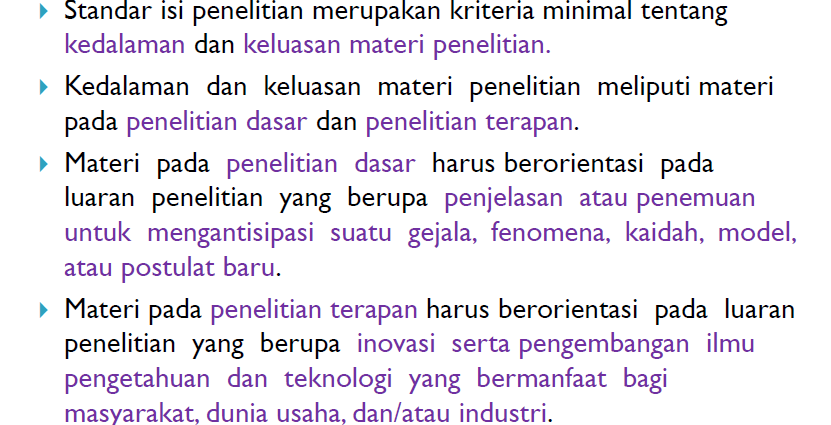 Standar isi penelitian merupakan kriteria minimal tentang
kedalaman dan keluasan materi penelitian.
Kedalaman dan keluasan materi penelitian meliputi materi
pada penelitian dasar dan penelitian terapan.
Materi pada penelitian dasar harus berorientasi pada
luaran penelitian yang berupa penjelasan atau penemuan
untuk mengantisipasi suatu gejala, fenomena, kaidah, model,
atau postulat baru.
Materi pada penelitian terapan harus berorientasi pada luaran
penelitian yang berupa inovasi serta pengembangan ilmu
pengetahuan dan teknologi yang bermanfaat bagi
masyarakat, dunia usaha, dan/atau industri.